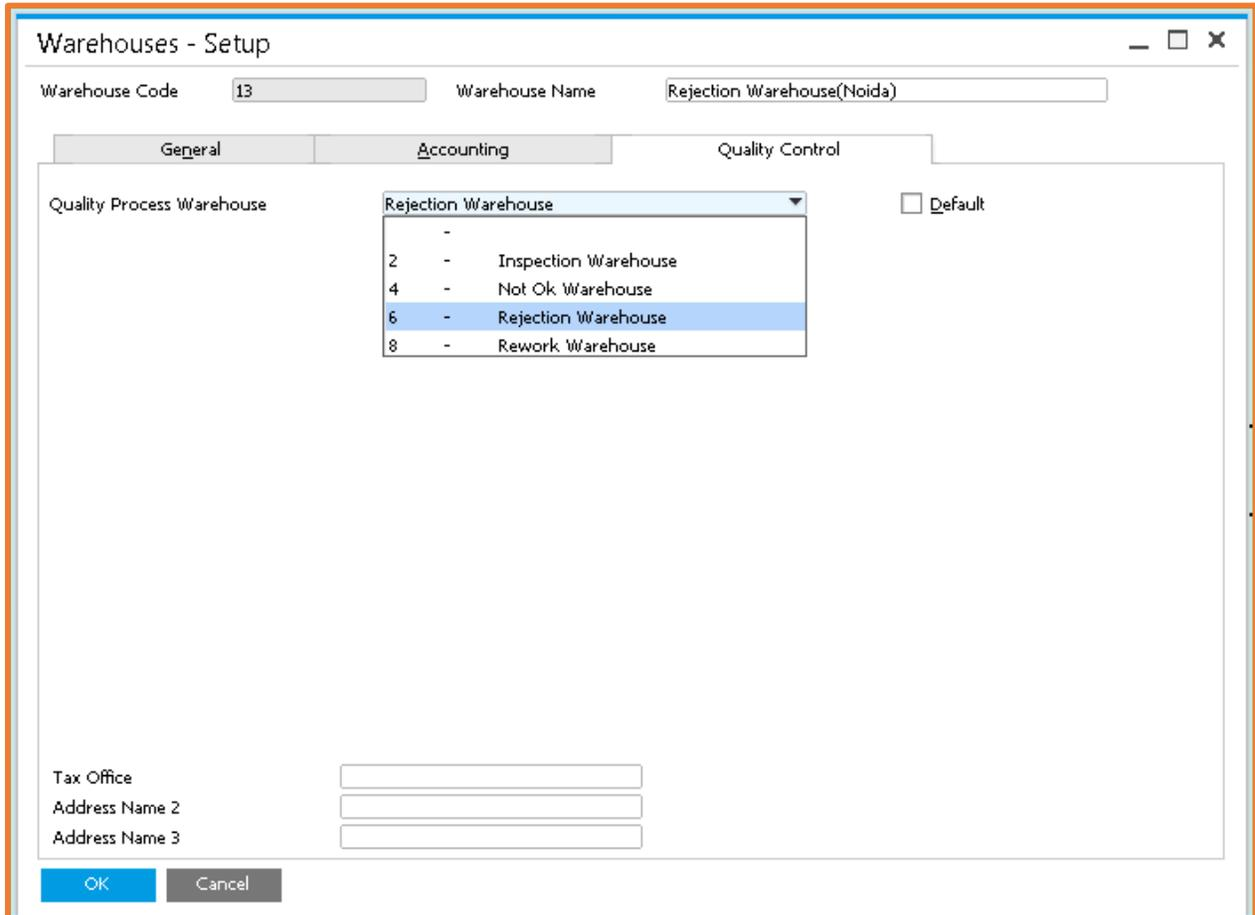 Warehouses - Setup
Warehouse Code 13 Warehouse Name Rejection Warehouse(Noida)
General Accounting Quality Control
Quality Process Warehouse Rejection Warehouse Default
-
2 - Inspection Warehouse
4 - Not Ok Warehouse
6 - Rejection Warehouse
8 - Rework Warehouse
Tax Office
Address Name 2
Address Name 3
OK Cancel